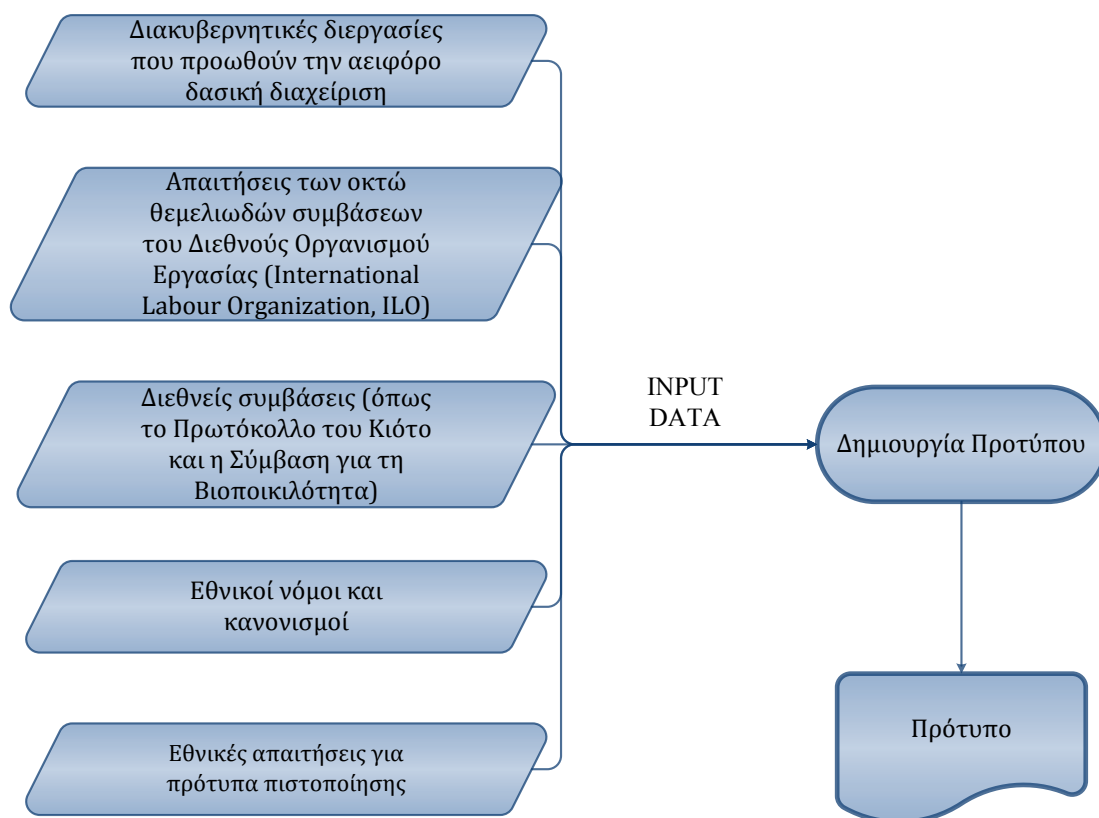 Διακυβερνητικές διεργασίες
που προωθούν την αειφόρο
δασική διαχείριση
Απαιτήσεις των οκτώ
θεμελιωδών συμβάσεων
του Διεθνούς Οργανισμού
Εργασίας (International
Labour Organization, ILO)
Διεθνείς συμβάσεις (όπως
το Πρωτόκολλο του Κιότο
και η Σύμβαση για τη
Βιοποικιλότητα)
Εθνικοί νόμοι και
κανονισμοί
Εθνικές απαιτήσεις για
πρότυπα πιστοποίησης
INPUT
DATA
Δημιουργία Προτύπου
Πρότυπο